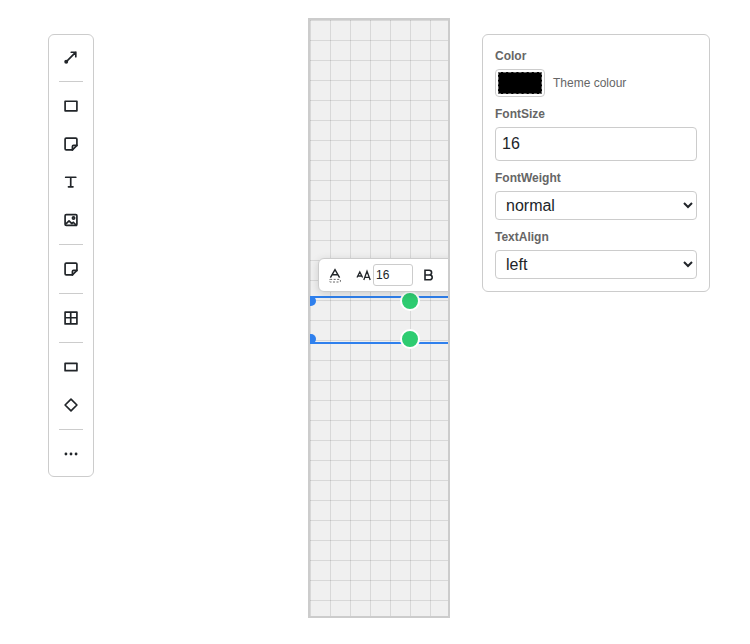 Color
Theme colour
FontSize
16
FontWeight
normal
TextAlign
left
16
B